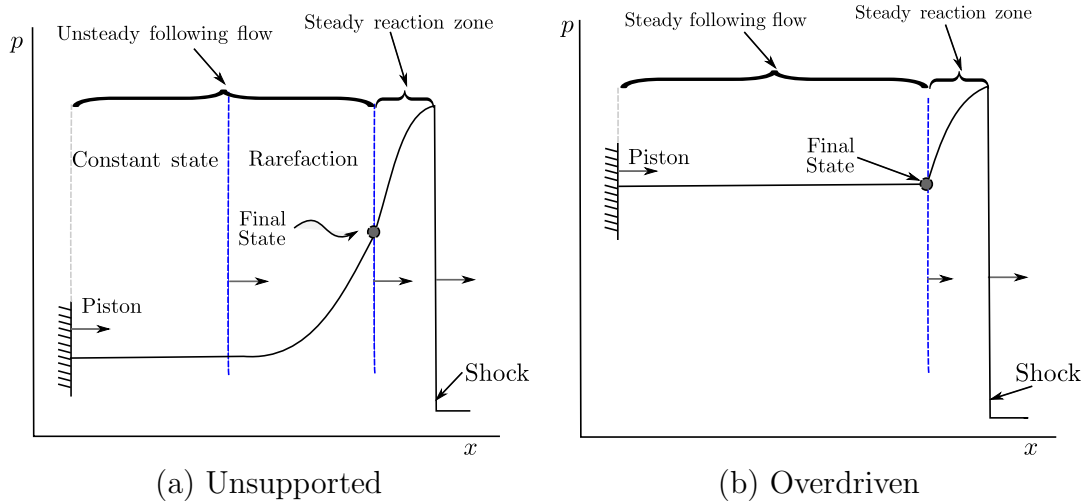 p
Unsteady following flow
Steady reaction zone
Constant state
Rarefaction
Final
State
Piston
Shock
x
(a) Unsupported
p
Steady following flow
Steady reaction zone
Piston
Final
State
Shock
x
(b) Overdriven